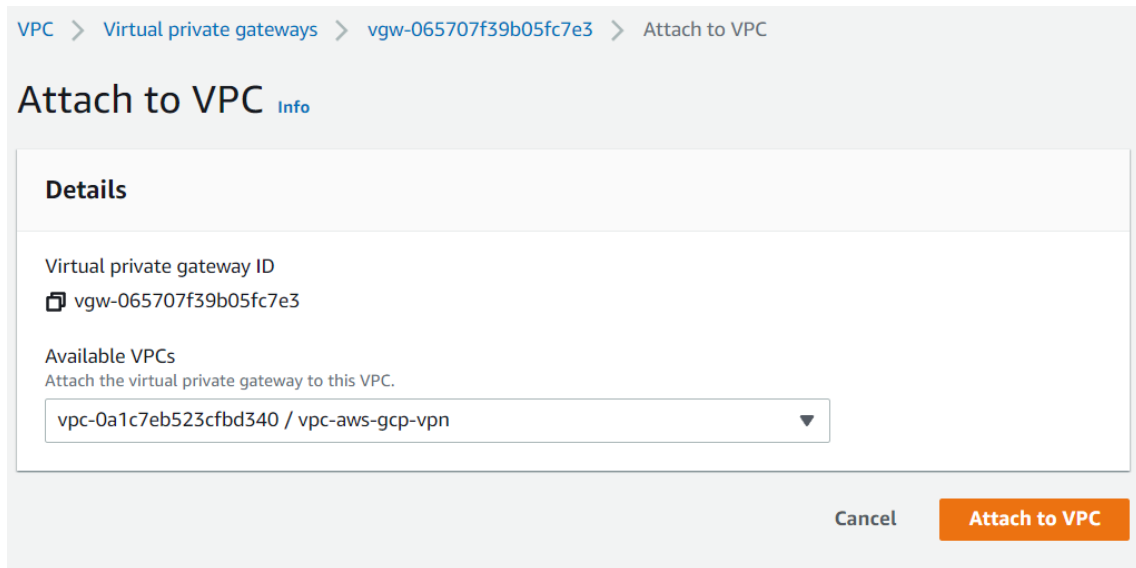 VPC > Virtual private gateways > vgw-065707f39b05fc7e3 > Attach to VPC
Attach to VPC Info
Details
Virtual private gateway ID
vgw-065707f39b05fc7e3
Available VPCs
Attach the virtual private gateway to this VPC.
vpc-0a1c7eb523cfbd340 / vpc-aws-gcp-vpn
Cancel Attach to VPC